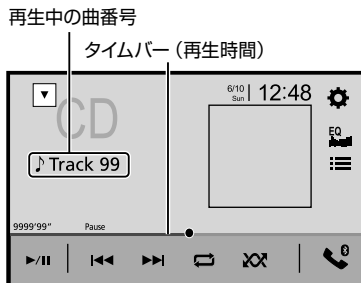 再生中の曲番号
タイムバー（再生時間）
CD
6/10
Sun
12:48
EQ
♪ Track 99
9999'99"
Pause